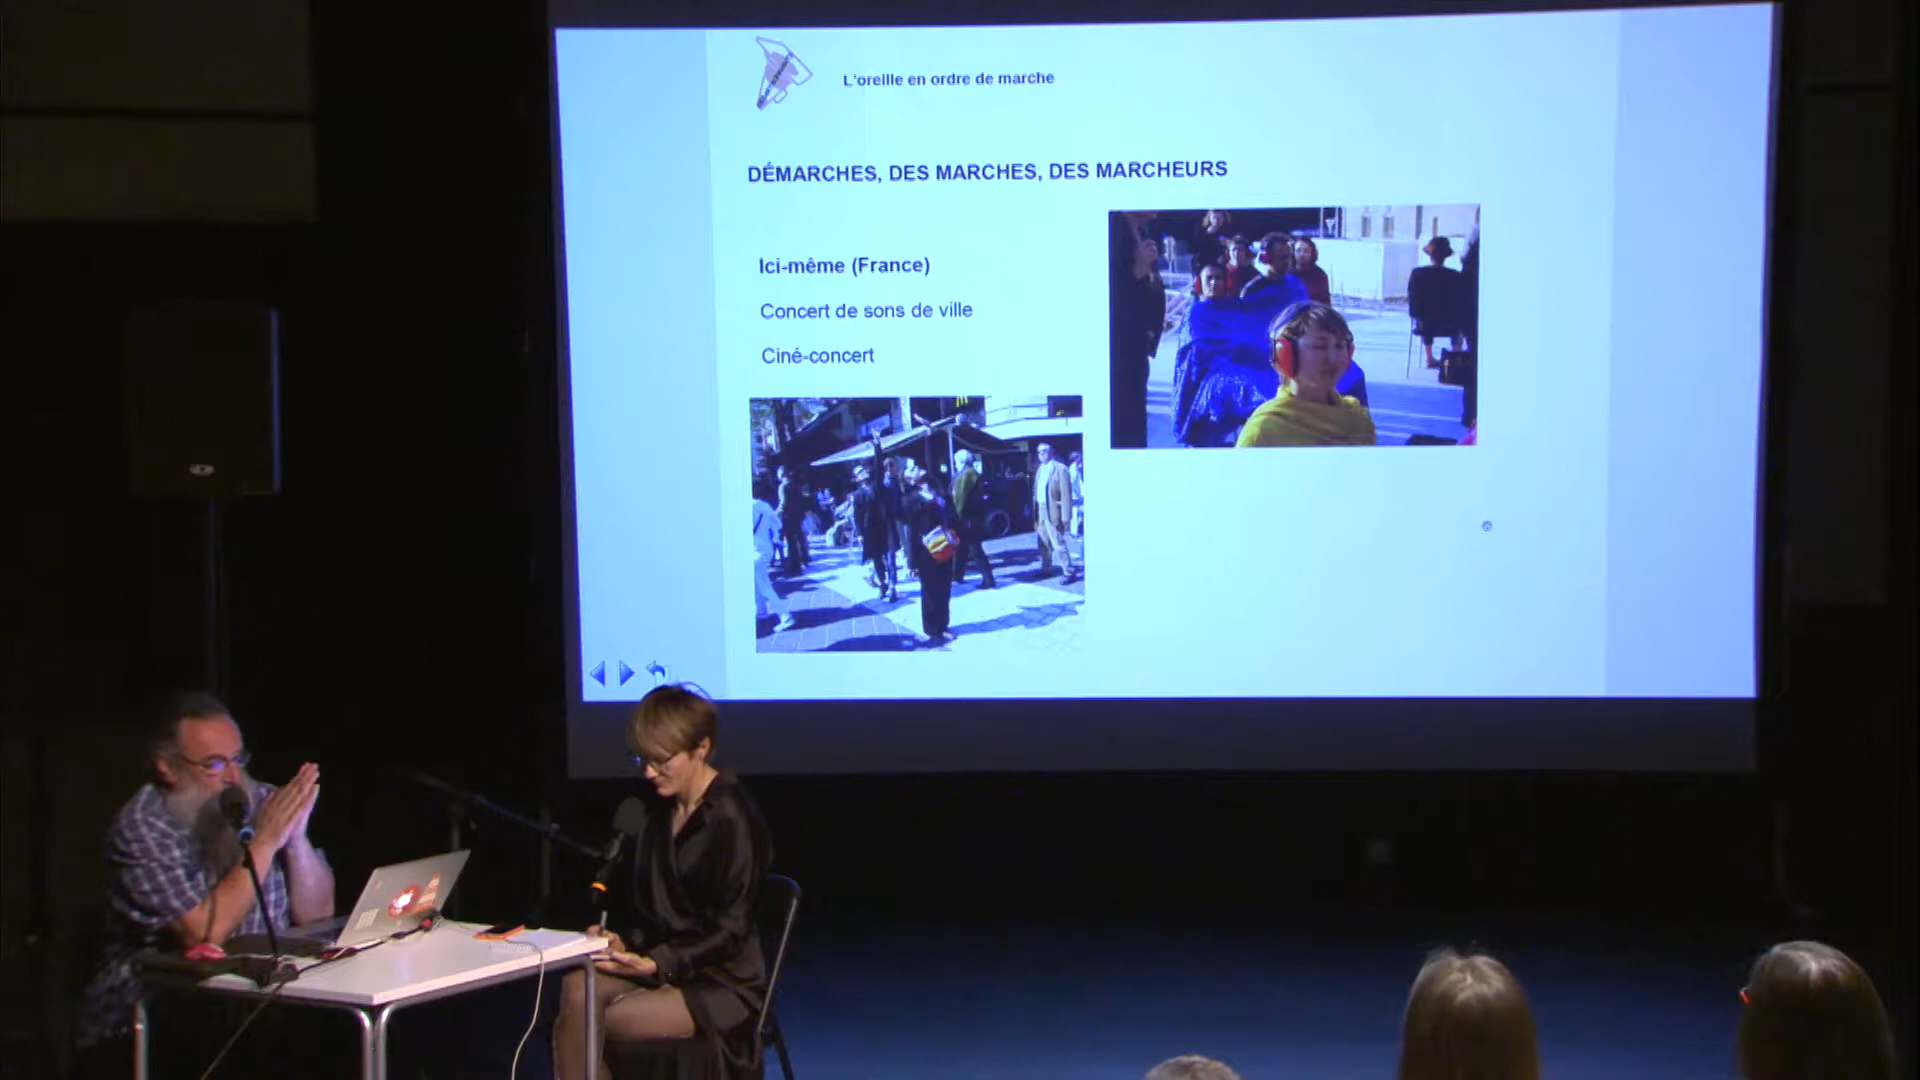 L'oreille en ordre de marche
DÉMARCHES, DES MARCHES, DES MARCHEURS
Ici-même (France)
Concert de sons de ville
Ciné-concert